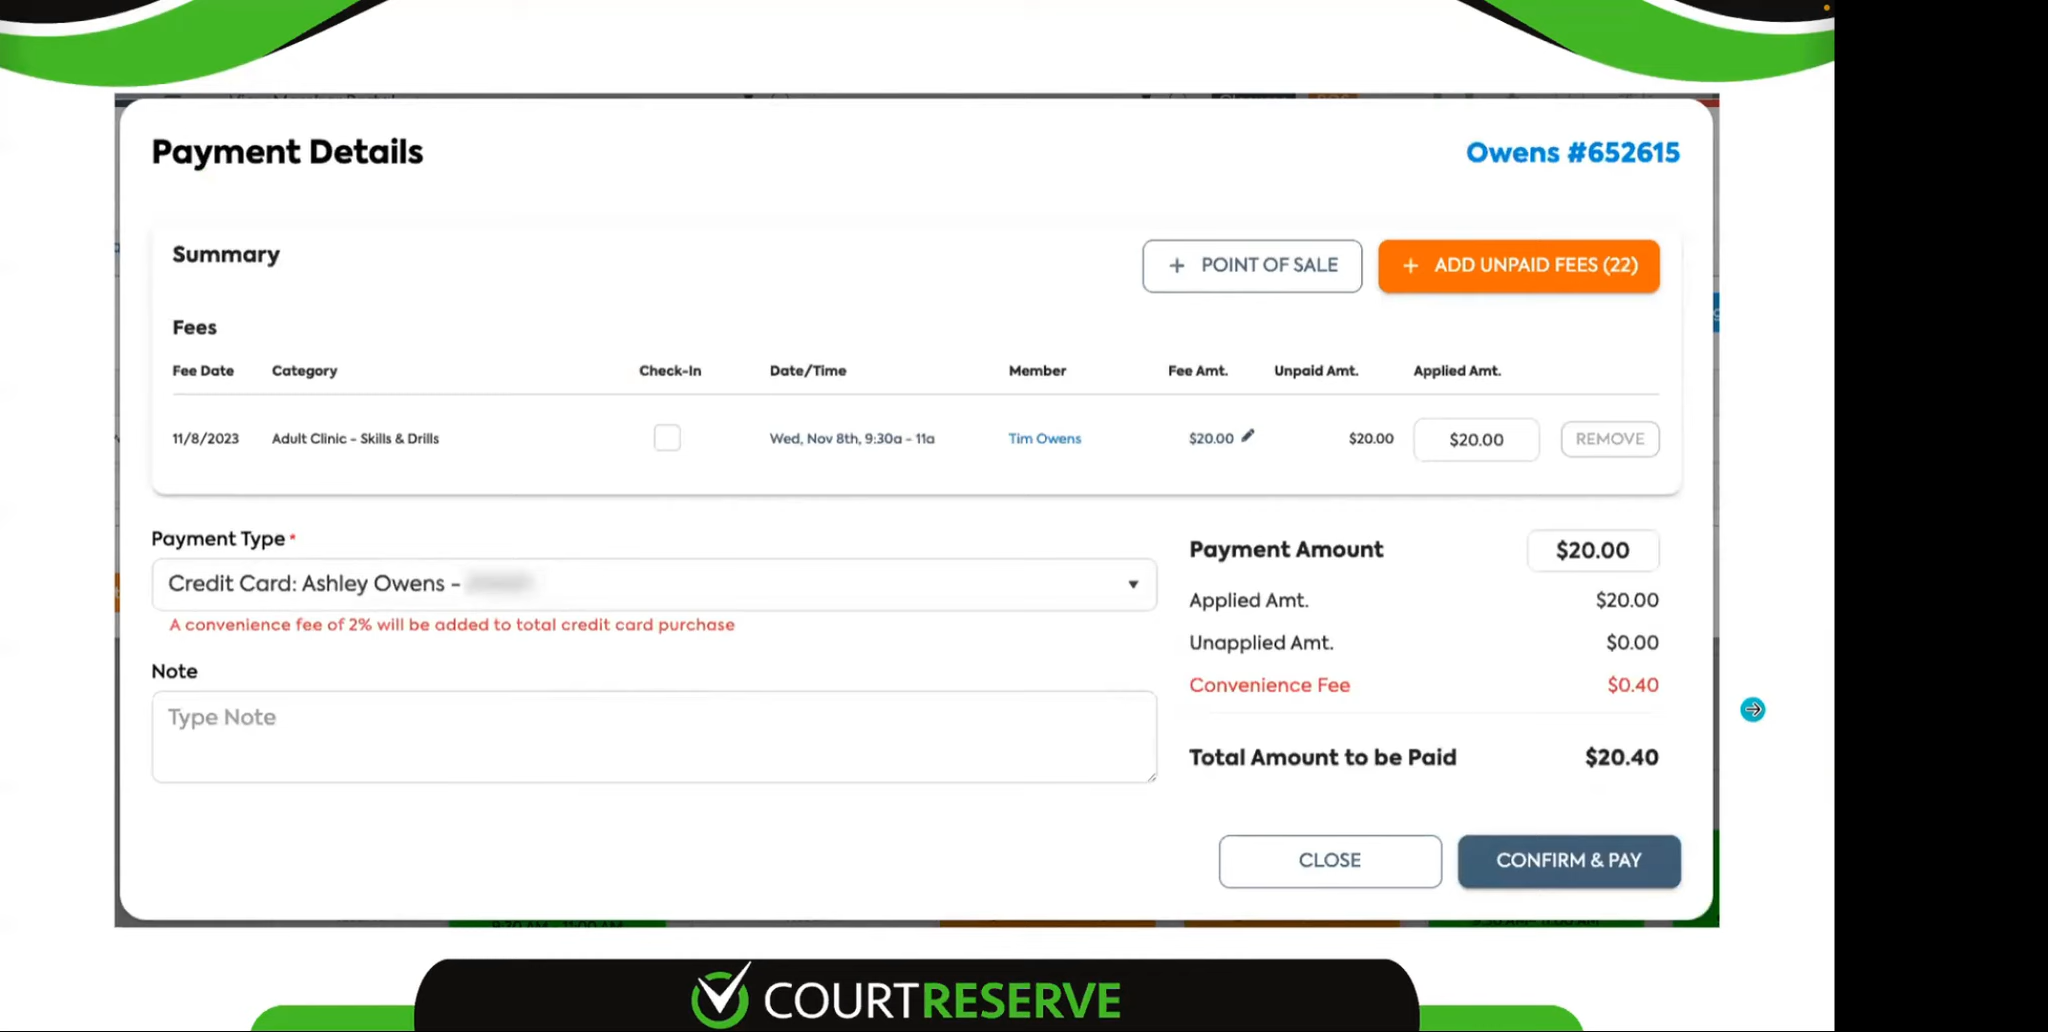 Payment Details
Owens #652615
Summary
+ POINT OF SALE
+ ADD UNPAID FEES (22)
Fees
Fee Date Category Check-In Date/Time Member Fee Amt. Unpaid Amt. Applied Amt.
11/8/2023 Adult Clinic - Skills & Drills Wed, Nov 8th, 9:30a - 11a Tim Owens $20.00 $20.00 $20.00 REMOVE
Payment Type *
Credit Card: Ashley Owens -
A convenience fee of 2% will be added to total credit card purchase
Note
Type Note
Payment Amount $20.00
Applied Amt. $20.00
Unapplied Amt. $0.00
Convenience Fee $0.40
Total Amount to be Paid $20.40
CLOSE CONFIRM & PAY
COURTRESERVE